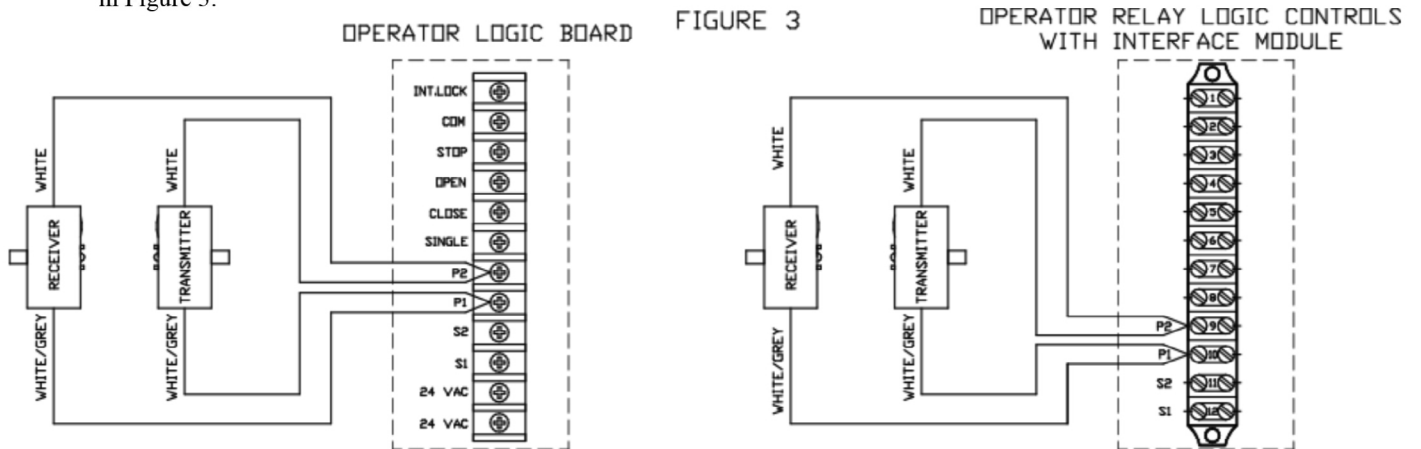 in Figure 3.
FIGURE 3
OPERATOR LOGIC BOARD
INT.LOCK
COM
STOP
OPEN
CLOSE
SINGLE
P2
P1
S2
S1
24 VAC
24 VAC
WHITE
WHITE
RECEIVER
TRANSMITTER
WHITE/GREY
WHITE/GREY
OPERATOR RELAY LOGIC CONTROLS
WITH INTERFACE MODULE
1
2
3
4
5
6
7
8
P2 9
P1 10
S2 11
S1 12
WHITE
WHITE
RECEIVER
TRANSMITTER
WHITE/GREY
WHITE/GREY